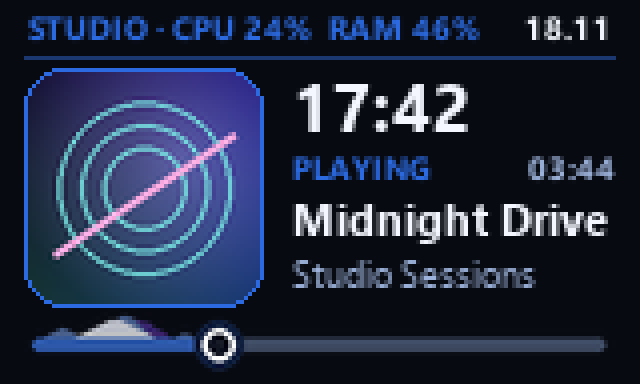 STUDIO · CPU 24% RAM 46% 18.11
17:42
PLAYING 03:44
Midnight Drive
Studio Sessions